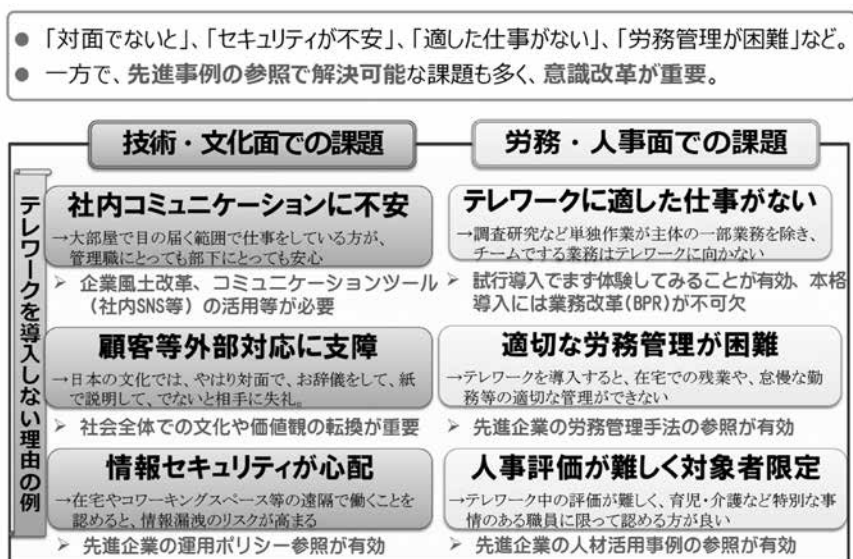 ● 「対面でないと」、「セキュリティが不安」、「適した仕事がない」、「労務管理が困難」など。
● 一方で、先進事例の参照で解決可能な課題も多く、意識改革が重要。
テレワークを導入しない理由の例
技術・文化面での課題
社内コミュニケーションに不安
→大部屋で目の届く範囲で仕事をしている方が、
管理職にとっても部下にとっても安心
➢ 企業風土改革、コミュニケーションツール
(社内SNS等)の活用等が必要
顧客等外部対応に支障
→日本の文化では、やはり対面で、お辞儀をして、紙
で説明して、でないと相手に失礼。
➢ 社会全体での文化や価値観の転換が重要
情報セキュリティが心配
→在宅やコワーキングスペース等の遠隔で働くことを
認めると、情報漏洩のリスクが高まる
➢ 先進企業の運用ポリシー参照が有効
労務・人事面での課題
テレワークに適した仕事がない
→調査研究など単独作業が主体の一部業務を除き、
チームでする業務はテレワークに向かない
➢ 試行導入でまず体験してみることが有効、本格
導入には業務改革(BPR)が不可欠
適切な労務管理が困難
→テレワークを導入すると、在宅での残業や、怠慢な勤
務等の適切な管理ができない
➢ 先進企業の労務管理手法の参照が有効
人事評価が難しく対象者限定
→テレワーク中の評価が難しく、育児・介護など特別な事
情のある職員に限って認める方が良い
➢ 先進企業の人材活用事例の参照が有効